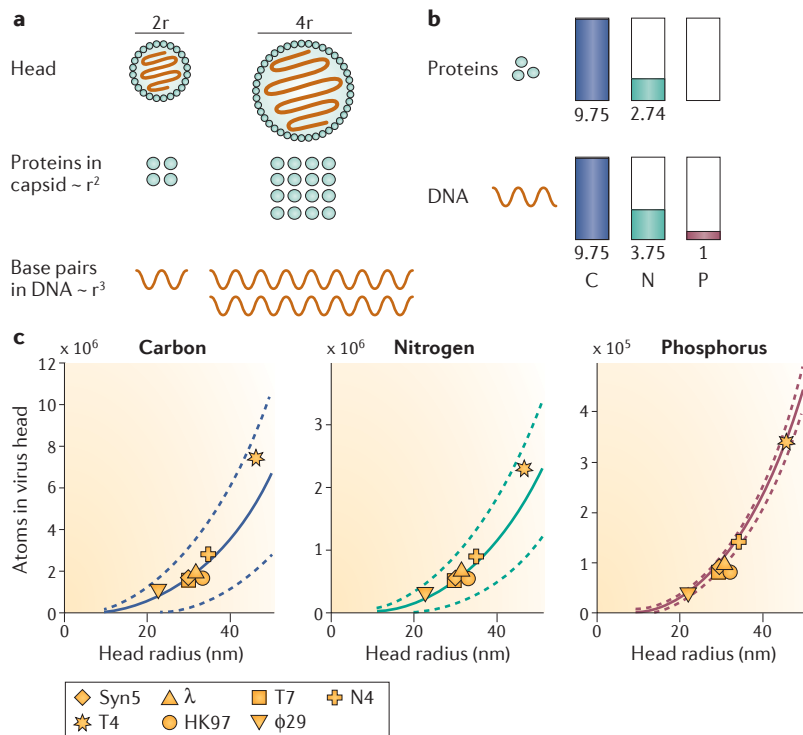 a
2r 4r
Head
Proteins in
capsid ~ r²
Base pairs
in DNA ~ r³
b
Proteins
9.75 2.74
DNA
9.75 3.75 1
C N P
c
x 10⁶ Carbon
12
10
8
6
4
2
0
0 20 40
Atoms in virus head
Head radius (nm)
x 10⁶ Nitrogen
3
2
1
0
0 20 40
Head radius (nm)
x 10⁵ Phosphorus
4
3
2
1
0
0 20 40
Head radius (nm)
Syn5 λ T7 N4
T4 HK97 ϕ29